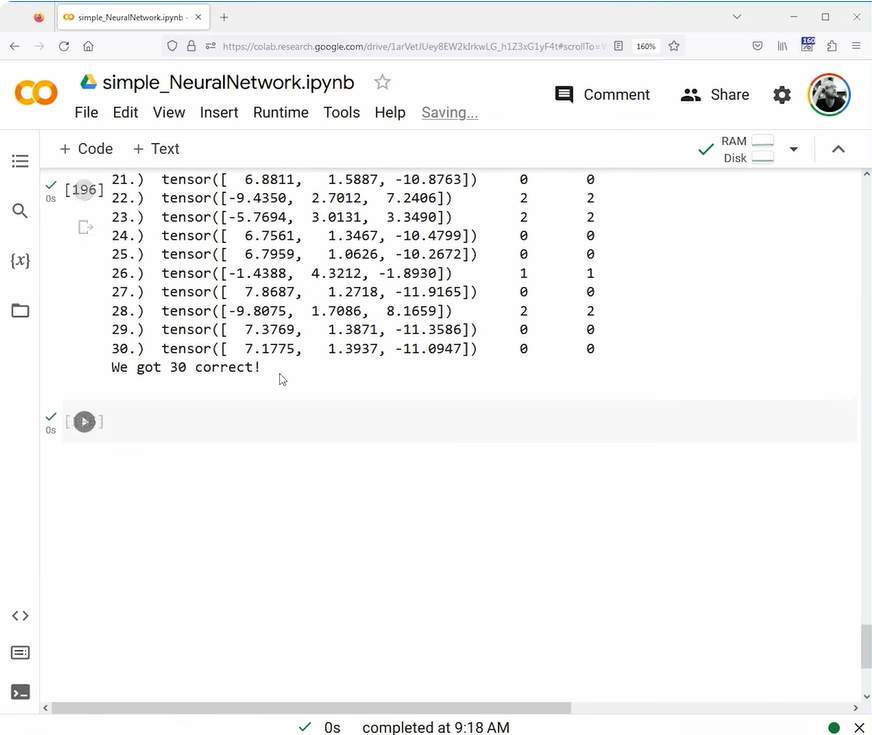 simple_NeuralNetwork.ipynb -
https://colab.research.google.com/drive/1arVetJUey8EW2kIrkwLG_h1Z3xG1yF4t#scrollTo=
160%
160
CO
simple_NeuralNetwork.ipynb
Comment
Share
File Edit View Insert Runtime Tools Help Saving...
+ Code + Text
RAM
Disk
{x}
[196]
0s
21.) tensor([ 6.8811, 1.5887, -10.8763]) 0 0
22.) tensor([-9.4350, 2.7012, 7.2406]) 2 2
23.) tensor([-5.7694, 3.0131, 3.3490]) 2 2
24.) tensor([ 6.7561, 1.3467, -10.4799]) 0 0
25.) tensor([ 6.7959, 1.0626, -10.2672]) 0 0
26.) tensor([-1.4388, 4.3212, -1.8930]) 1 1
27.) tensor([ 7.8687, 1.2718, -11.9165]) 0 0
28.) tensor([-9.8075, 1.7086, 8.1659]) 2 2
29.) tensor([ 7.3769, 1.3871, -11.3586]) 0 0
30.) tensor([ 7.1775, 1.3937, -11.0947]) 0 0
We got 30 correct!
0s
0s completed at 9:18 AM